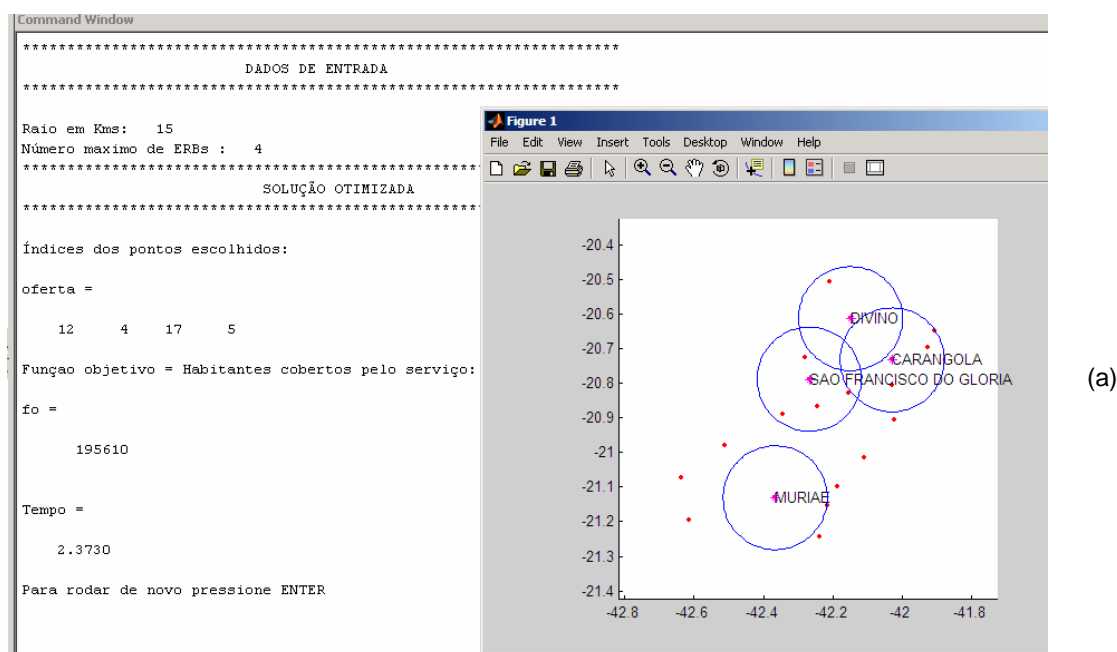 Command Window
********************************************************************
DADOS DE ENTRADA
********************************************************************
Raio em Kms: 15
Número maximo de ERBs : 4
****************************************************
SOLUÇÃO OTIMIZADA
****************************************************
Índices dos pontos escolhidos:
oferta =
12 4 17 5
Funçao objetivo = Habitantes cobertos pelo serviço:
fo =
195610
Tempo =
2.3730
Para rodar de novo pressione ENTER
Figure 1
File Edit View Insert Tools Desktop Window Help
-20.4
-20.5
-20.6
-20.7
-20.8
-20.9
-21
-21.1
-21.2
-21.3
-21.4
-42.8 -42.6 -42.4 -42.2 -42 -41.8
DIVINO
CARANGOLA
SAO FRANCISCO DO GLORIA
MURIAE
(a)